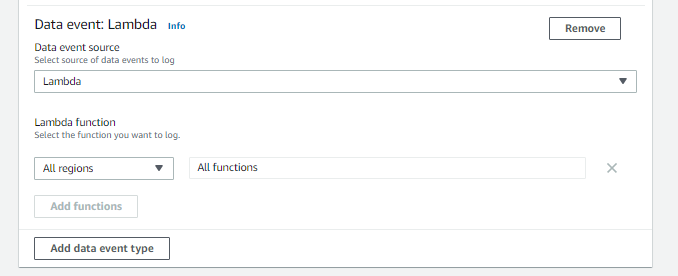 Data event: Lambda Info
Remove
Data event source
Select source of data events to log
Lambda
Lambda function
Select the function you want to log.
All regions
All functions
Add functions
Add data event type